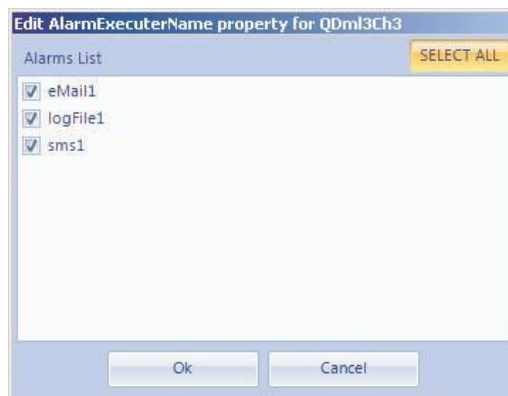 Edit AlarmExecuterName property for QDml3Ch3
Alarms List
SELECT ALL
eMail1
logFile1
sms1
Ok
Cancel